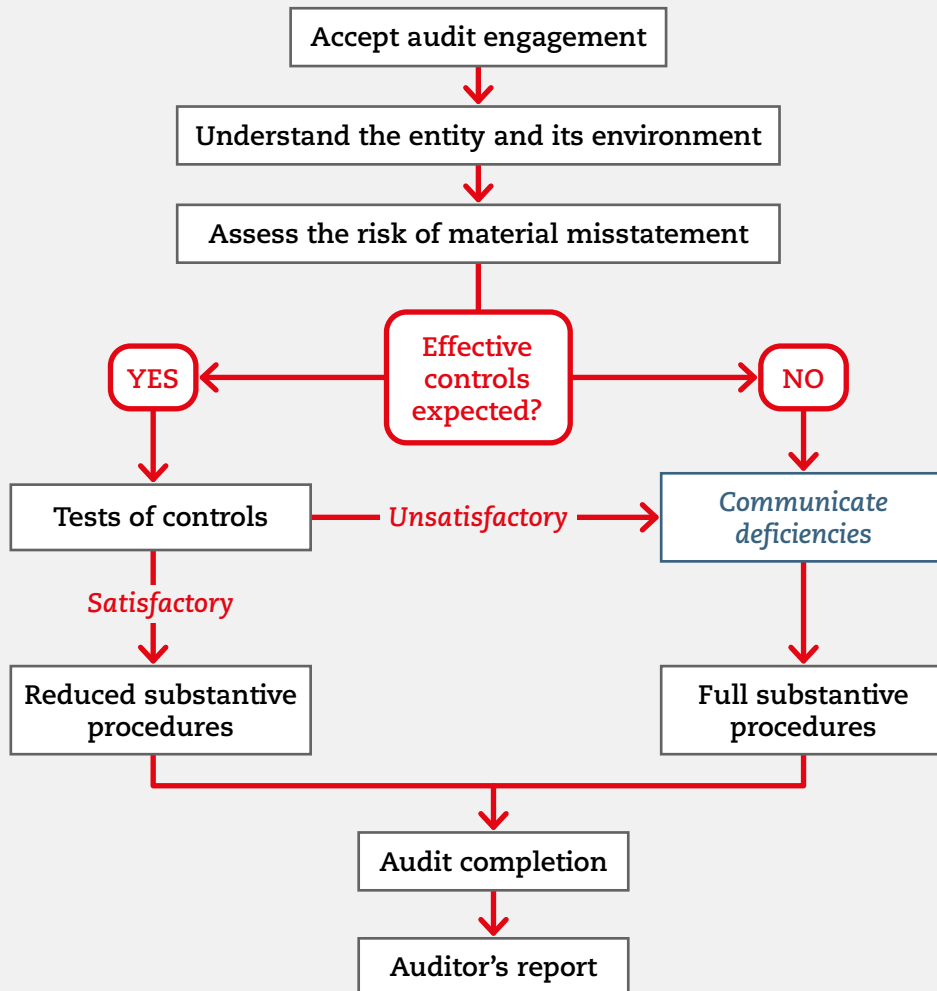 Accept audit engagement
Understand the entity and its environment
Assess the risk of material misstatement
Effective
controls
expected?
YES
NO
Tests of controls
Unsatisfactory
Communicate
deficiencies
Satisfactory
Reduced substantive
procedures
Full substantive
procedures
Audit completion
Auditor’s report